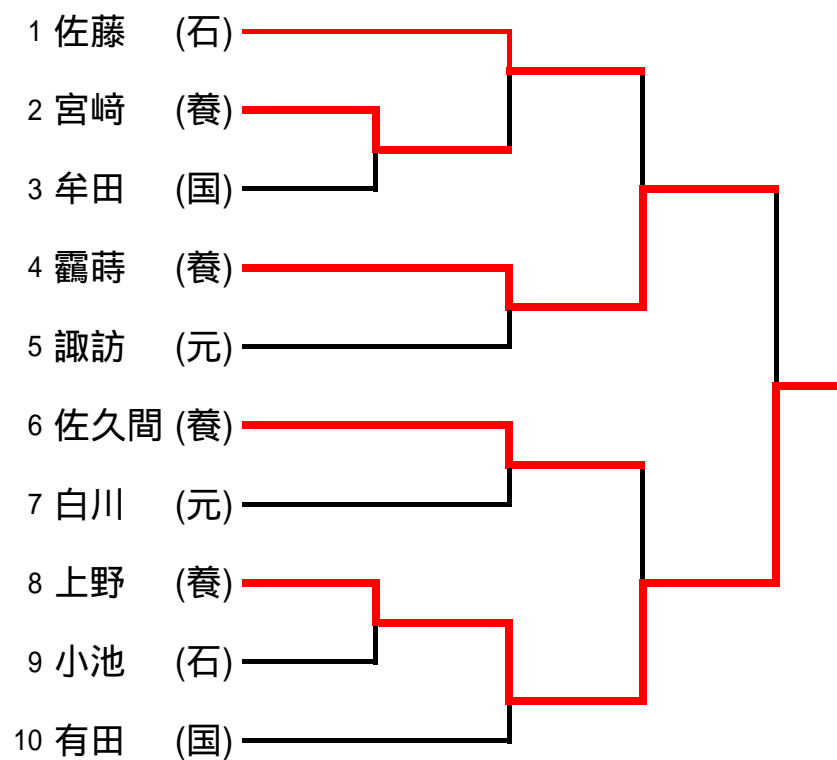 1 佐藤 (石)
2 宮﨑 (養)
3 牟田 (国)
4 靏蒔 (養)
5 諏訪 (元)
6 佐久間 (養)
7 白川 (元)
8 上野 (養)
9 小池 (石)
10 有田 (国)